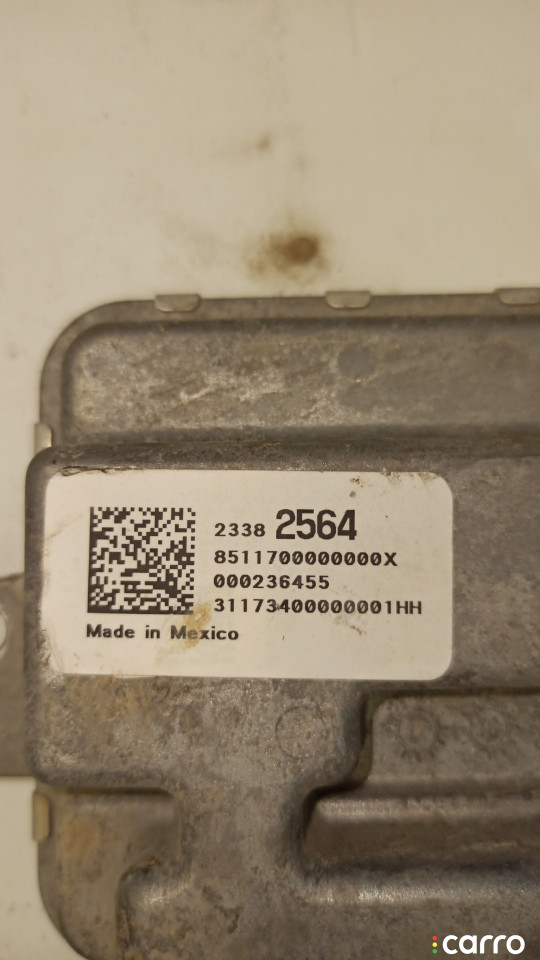 2338 2564
8511700000000X
000236455
31173400000001HH
Made in Mexico
carro